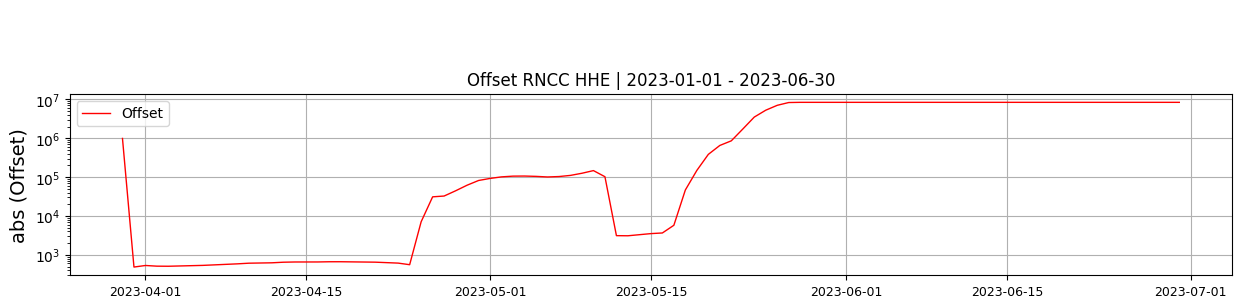 Offset RNCC HHE | 2023-01-01 - 2023-06-30
Offset
abs (Offset)
10⁷
10⁶
10⁵
10⁴
10³
2023-04-01 2023-04-15 2023-05-01 2023-05-15 2023-06-01 2023-06-15 2023-07-01